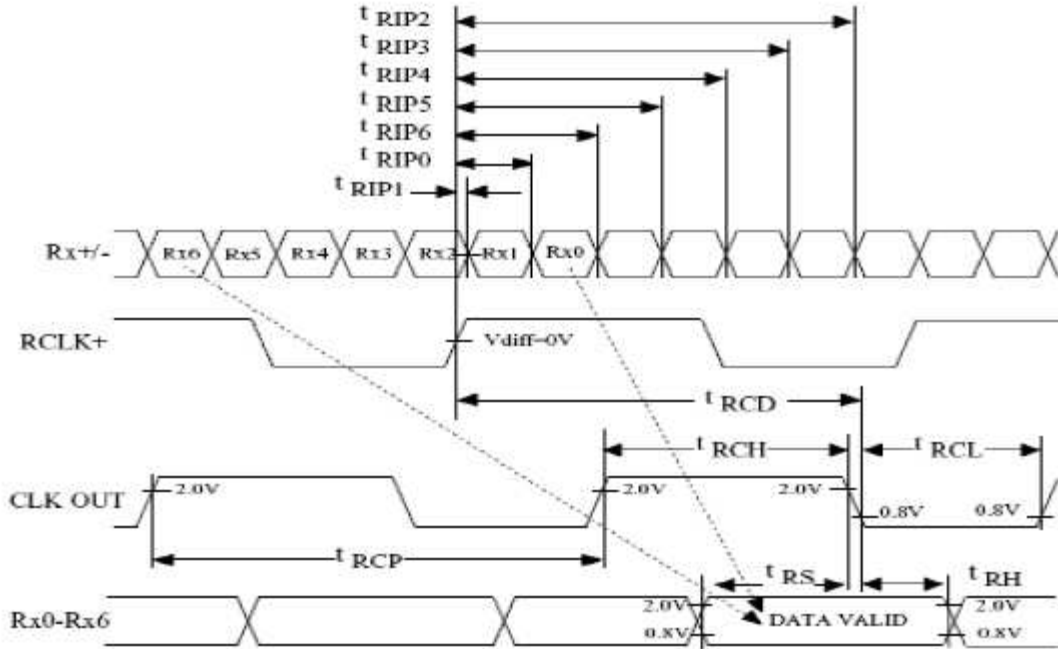 t RIP2
t RIP3
t RIP4
t RIP5
t RIP6
t RIP0
t RIP1
Rx+/- Rx6 Rx5 Rx4 Rx3 Rx2 Rx1 Rx0
RCLK+ Vdiff=0V
t RCD
t RCH t RCL
CLK OUT 2.0V 2.0V 2.0V 0.8V 0.8V
t RCP
t RS t RH
2.0V 2.0V
Rx0-Rx6 DATA VALID
0.8V 0.8V